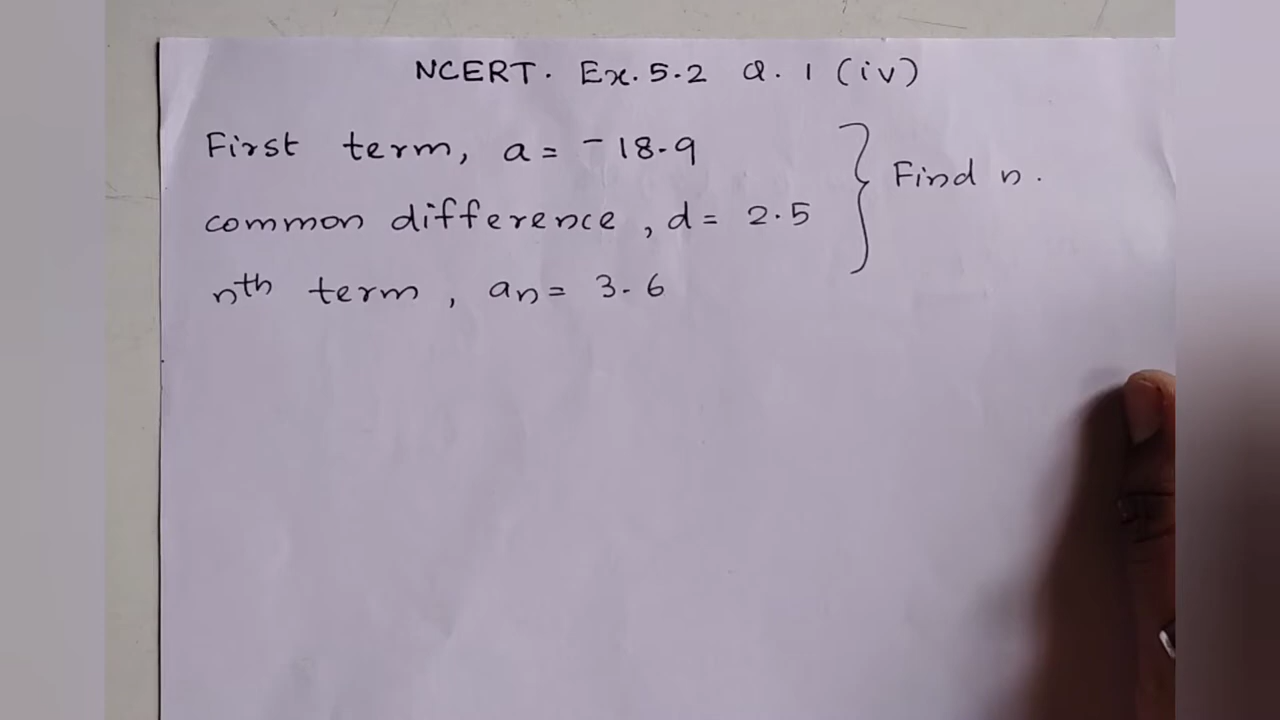 NCERT. Ex. 5.2 Q. 1 (iv)
First term, a = -18.9
common difference, d = 2.5
nth term, an = 3.6
Find n.